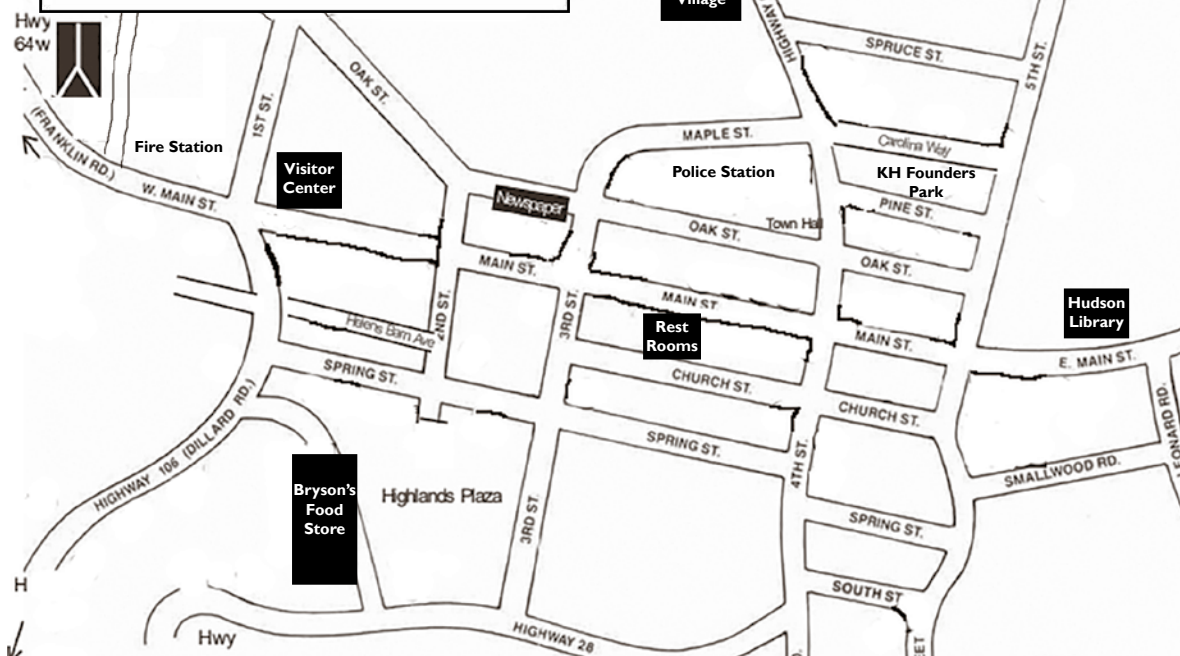 Village
Hwy
64w
HIGHWAY
SPRUCE ST.
5TH ST.
OAK ST.
1ST ST.
(FRANKLIN RD.)
Fire Station
W. MAIN ST.
Visitor
Center
MAPLE ST.
Carolina Way
Police Station
KH Founders
Park
Newspaper
PINE ST.
Town Hall
OAK ST.
OAK ST.
MAIN ST.
2ND ST.
3RD ST.
MAIN ST.
Rest
Rooms
MAIN ST.
Hudson
Library
E. MAIN ST.
Helen's Barn Ave
SPRING ST.
CHURCH ST.
CHURCH ST.
LEONARD RD.
HIGHWAY 106 (DILLARD RD.)
SPRING ST.
4TH ST.
SMALLWOOD RD.
Bryson's
Food
Store
Highlands Plaza
3RD ST.
SPRING ST.
H
SOUTH ST
Hwy
HIGHWAY 28